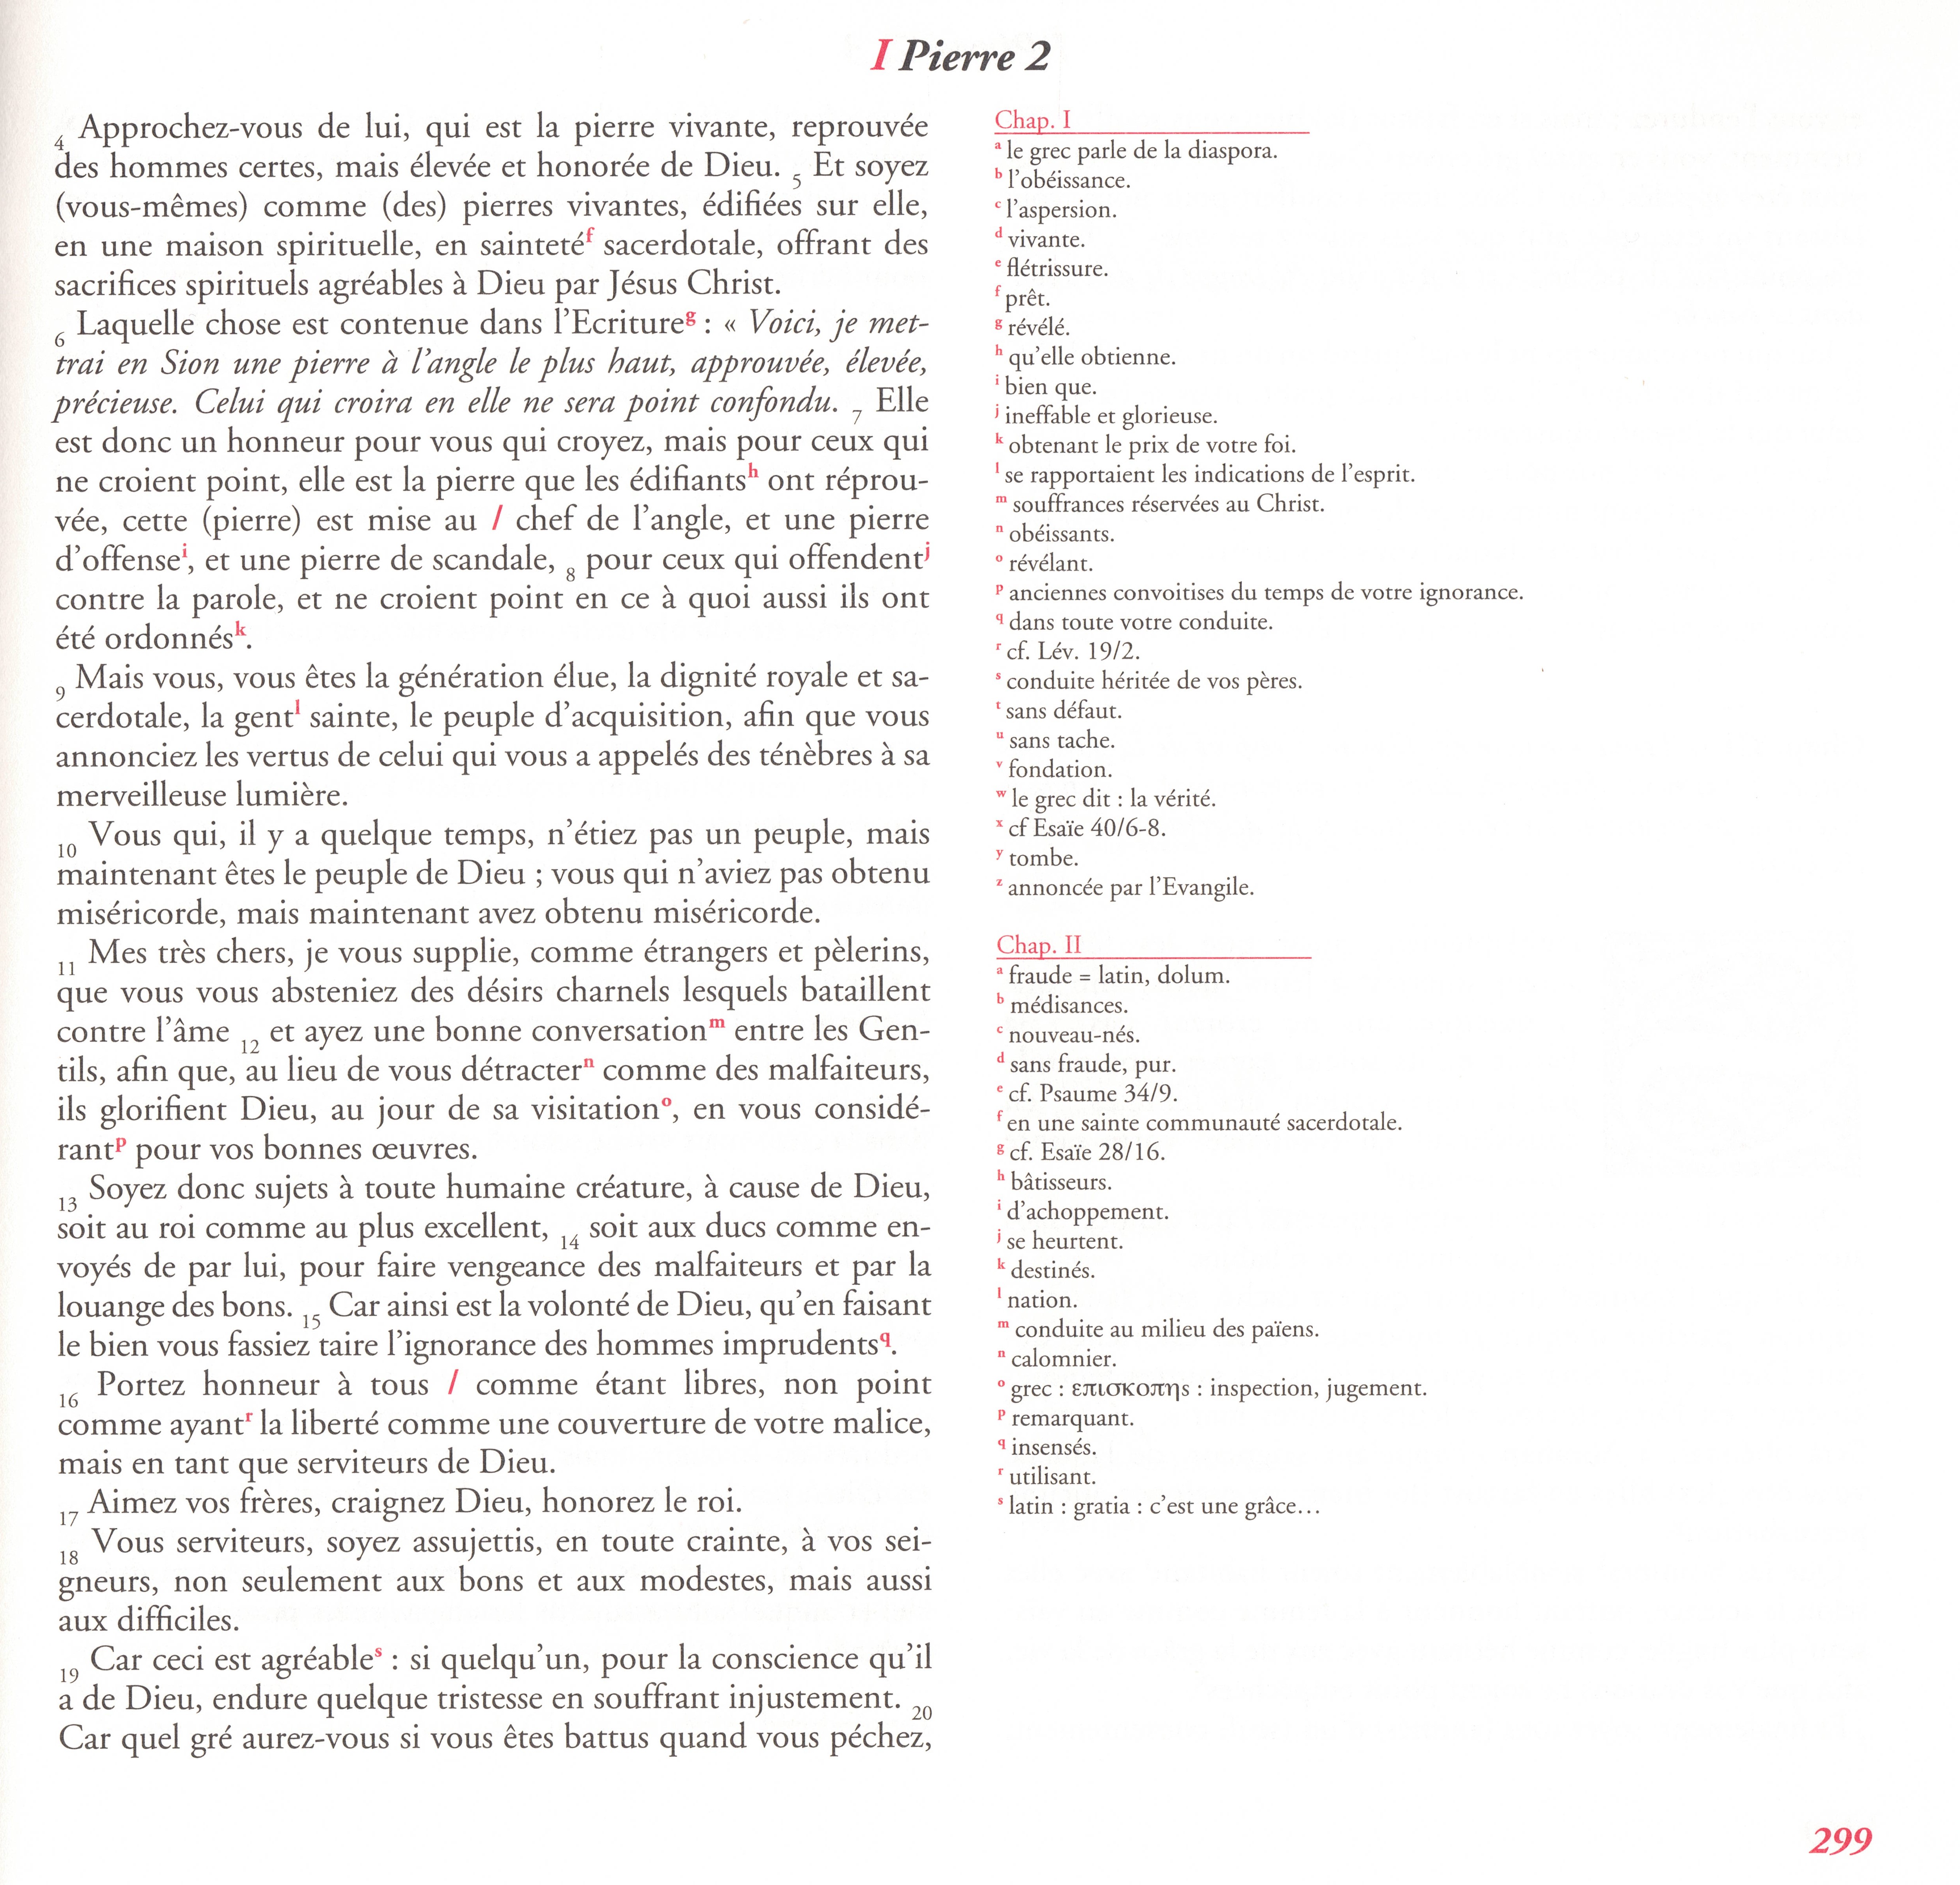 I Pierre 2
4 Approchez-vous de lui, qui est la pierre vivante, reprouvée
des hommes certes, mais élevée et honorée de Dieu. 5 Et soyez
(vous-mêmes) comme (des) pierres vivantes, édifiées sur elle,
en une maison spirituelle, en sainteté f sacerdotale, offrant des
sacrifices spirituels agréables à Dieu par Jésus Christ.
6 Laquelle chose est contenue dans l'Ecriture g : « Voici, je met-
trai en Sion une pierre à l'angle le plus haut, approuvée, élevée,
précieuse. Celui qui croira en elle ne sera point confondu. 7 Elle
est donc un honneur pour vous qui croyez, mais pour ceux qui
ne croient point, elle est la pierre que les édifiants h ont réprou-
vée, cette (pierre) est mise au / chef de l'angle, et une pierre
d'offense i, et une pierre de scandale, 8 pour ceux qui offendent j
contre la parole, et ne croient point en ce à quoi aussi ils ont
été ordonnés k.
9 Mais vous, vous êtes la génération élue, la dignité royale et sa-
cerdotale, la gent l sainte, le peuple d'acquisition, afin que vous
annonciez les vertus de celui qui vous a appelés des ténèbres à sa
merveilleuse lumière.
10 Vous qui, il y a quelque temps, n'étiez pas un peuple, mais
maintenant êtes le peuple de Dieu ; vous qui n'aviez pas obtenu
miséricorde, mais maintenant avez obtenu miséricorde.
11 Mes très chers, je vous supplie, comme étrangers et pèlerins,
que vous vous absteniez des désirs charnels lesquels bataillent
contre l'âme 12 et ayez une bonne conversation m entre les Gen-
tils, afin que, au lieu de vous détracter n comme des malfaiteurs,
ils glorifient Dieu, au jour de sa visitation o, en vous considé-
rant p pour vos bonnes œuvres.
13 Soyez donc sujets à toute humaine créature, à cause de Dieu,
soit au roi comme au plus excellent, 14 soit aux ducs comme en-
voyés de par lui, pour faire vengeance des malfaiteurs et par la
louange des bons. 15 Car ainsi est la volonté de Dieu, qu'en faisant
le bien vous fassiez taire l'ignorance des hommes imprudents q.
16 Portez honneur à tous / comme étant libres, non point
comme ayant r la liberté comme une couverture de votre malice,
mais en tant que serviteurs de Dieu.
17 Aimez vos frères, craignez Dieu, honorez le roi.
18 Vous serviteurs, soyez assujettis, en toute crainte, à vos sei-
gneurs, non seulement aux bons et aux modestes, mais aussi
aux difficiles.
19 Car ceci est agréable s : si quelqu'un, pour la conscience qu'il
a de Dieu, endure quelque tristesse en souffrant injustement. 20
Car quel gré aurez-vous si vous êtes battus quand vous péchez,
Chap. I
a le grec parle de la diaspora.
b l'obéissance.
c l'aspersion.
d vivante.
e flétrissure.
f prêt.
g révélé.
h qu'elle obtienne.
i bien que.
j ineffable et glorieuse.
k obtenant le prix de votre foi.
l se rapportaient les indications de l'esprit.
m souffrances réservées au Christ.
n obéissants.
o révélant.
p anciennes convoitises du temps de votre ignorance.
q dans toute votre conduite.
r cf. Lév. 19/2.
s conduite héritée de vos pères.
t sans défaut.
u sans tache.
v fondation.
w le grec dit : la vérité.
x cf Esaïe 40/6-8.
y tombe.
z annoncée par l'Evangile.
Chap. II
a fraude = latin, dolum.
b médisances.
c nouveau-nés.
d sans fraude, pur.
e cf. Psaume 34/9.
f en une sainte communauté sacerdotale.
g cf. Esaïe 28/16.
h bâtisseurs.
i d'achoppement.
j se heurtent.
k destinés.
l nation.
m conduite au milieu des païens.
n calomnier.
o grec : επισκοπηs : inspection, jugement.
p remarquant.
q insensés.
r utilisant.
s latin : gratia : c'est une grâce…
299